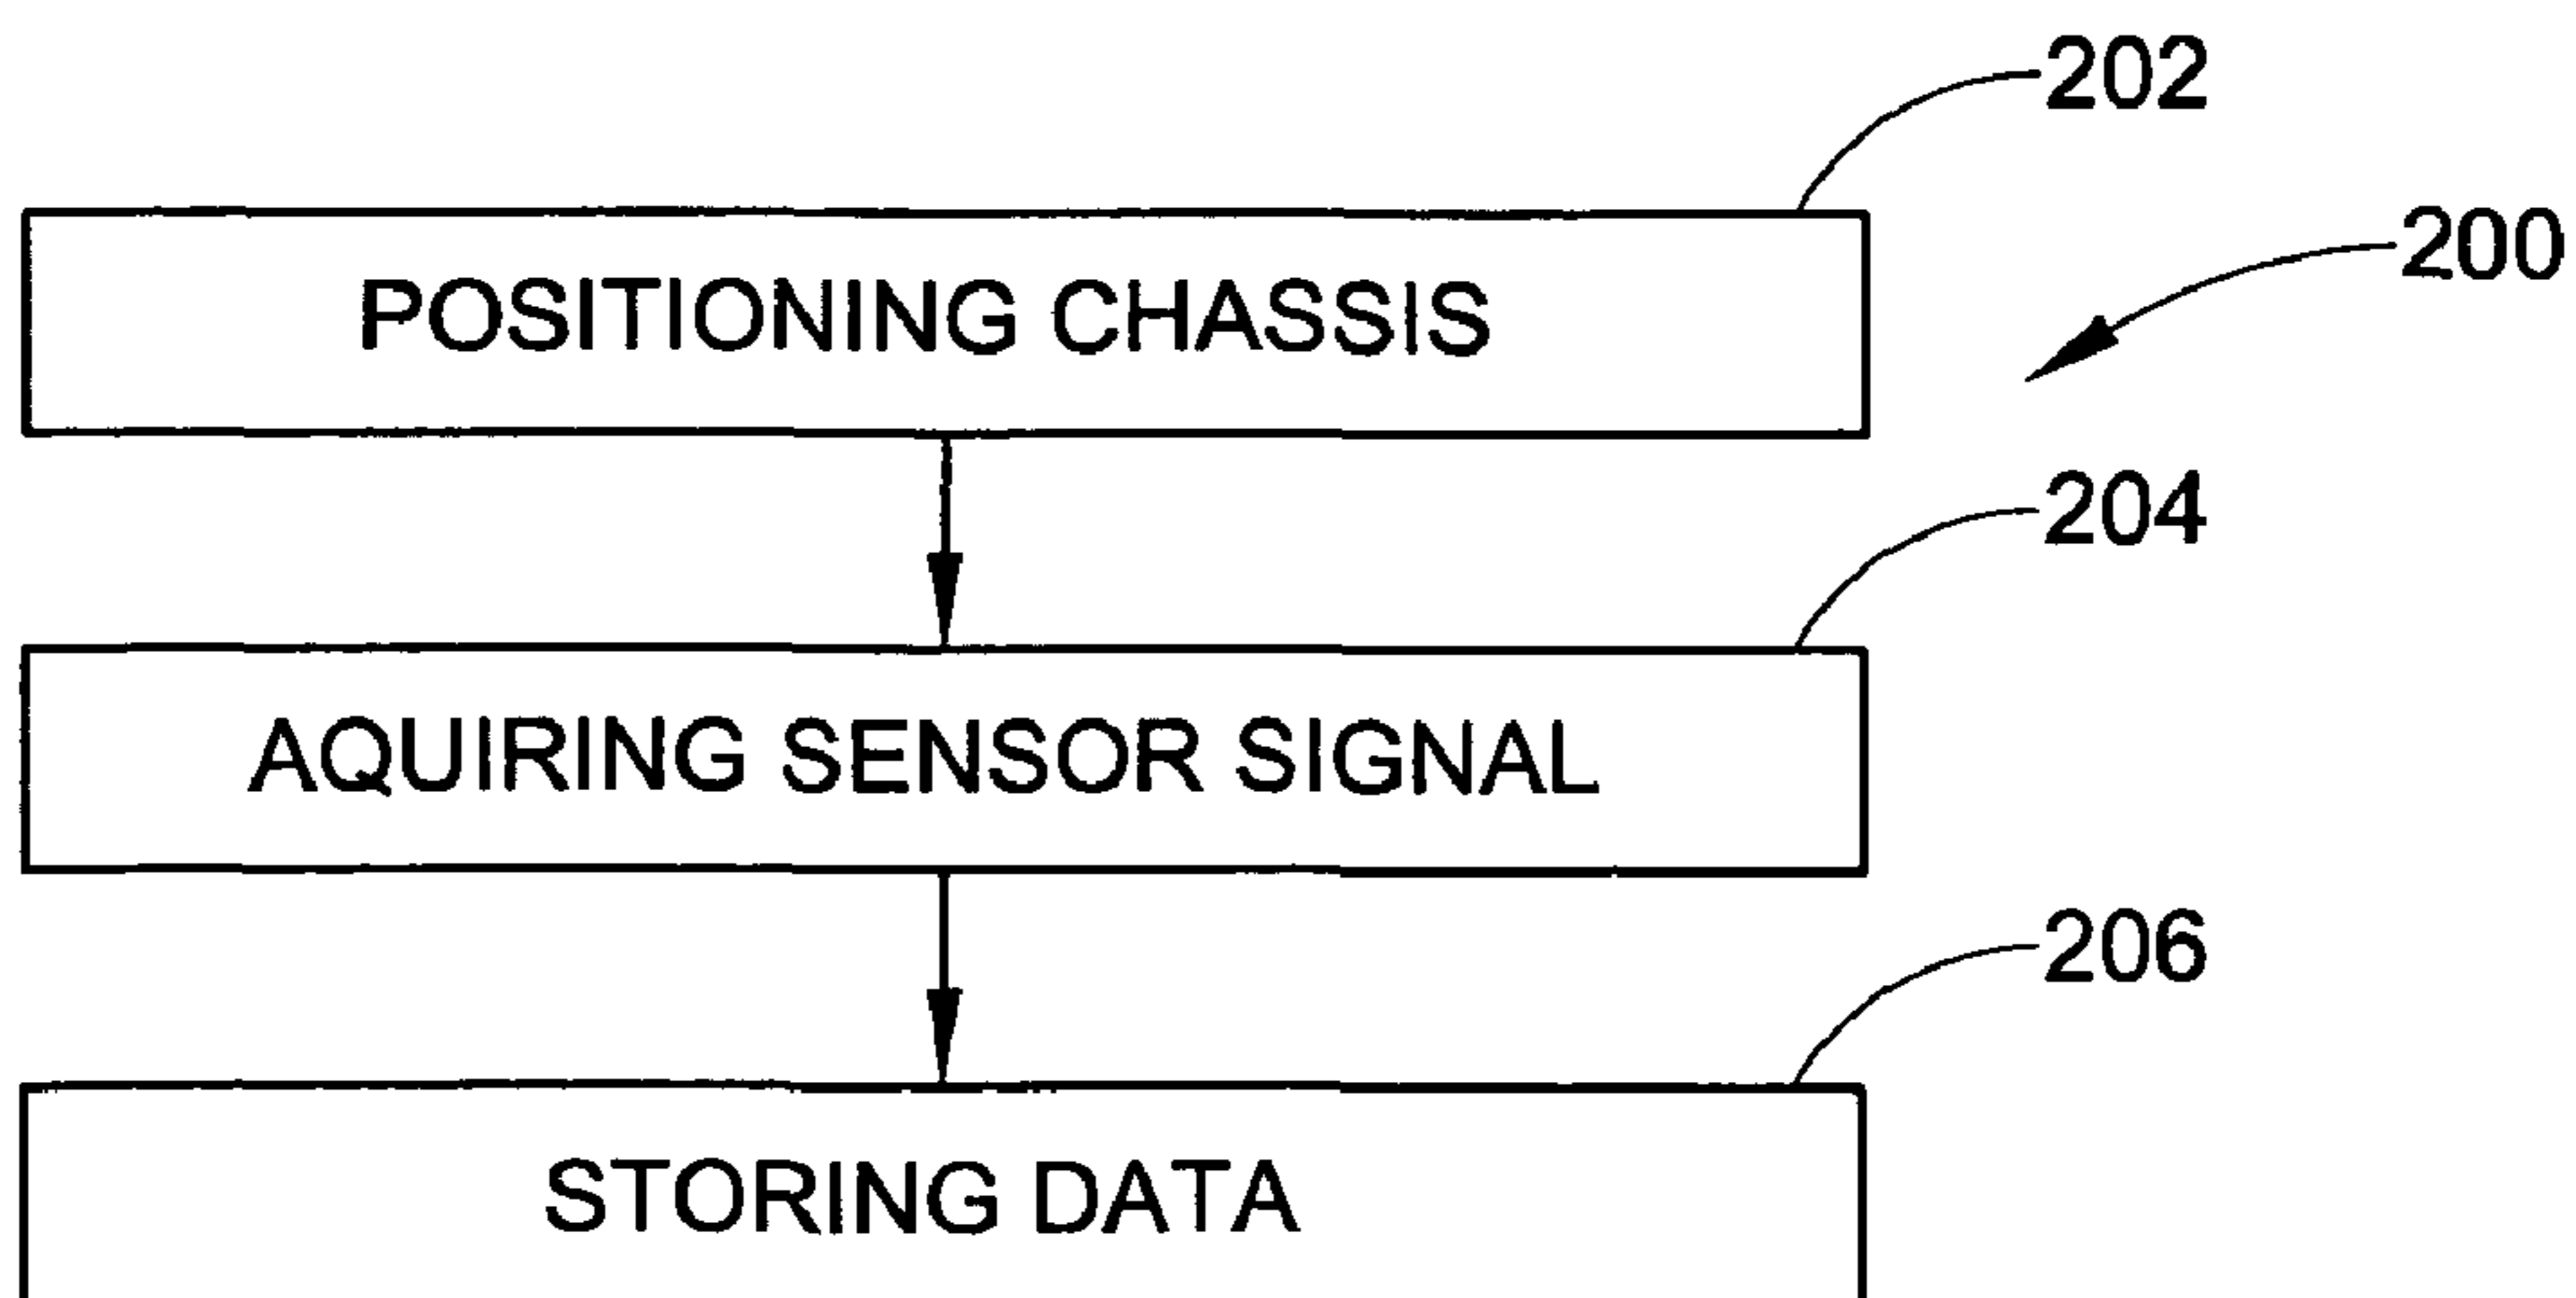 202
200
POSITIONING CHASSIS
204
AQUIRING SENSOR SIGNAL
206
STORING DATA